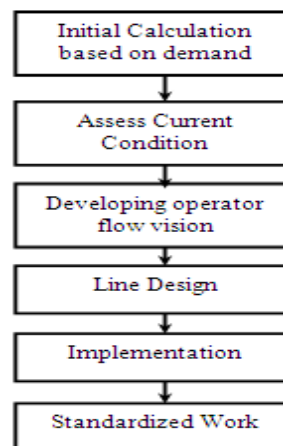 Initial Calculation
based on demand
Assess Current
Condition
Developing operator
flow vision
Line Design
Implementation
Standardized Work